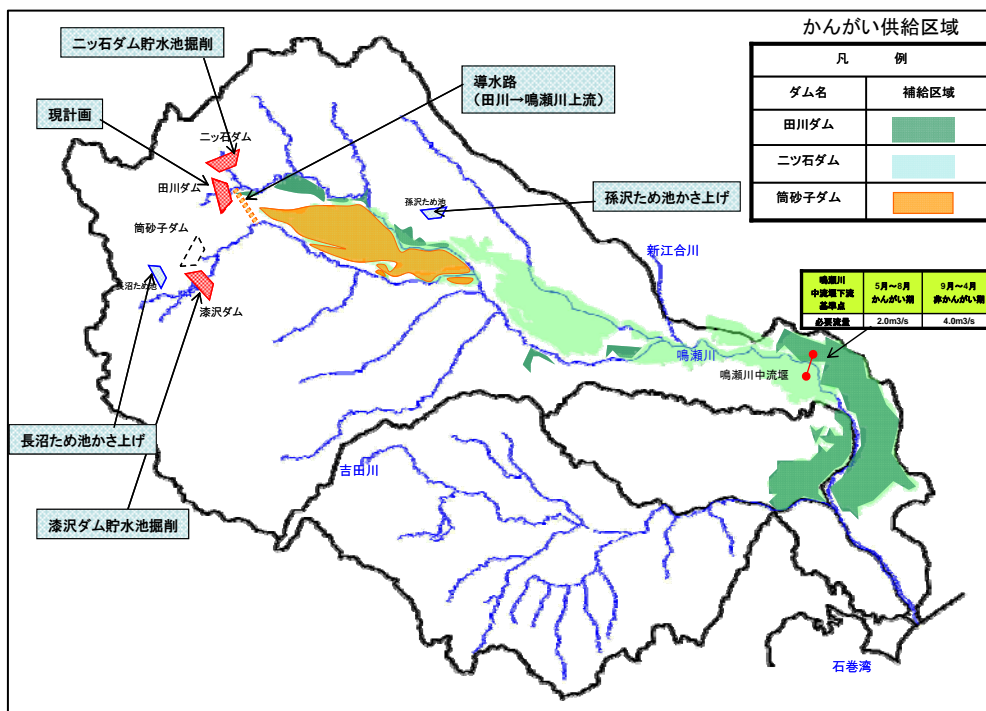 かんがい供給区域
凡　例
ダム名　補給区域
田川ダム
二ツ石ダム
筒砂子ダム
二ッ石ダム貯水池掘削
導水路
（田川→鳴瀬川上流）
現計画
二ッ石ダム
田川ダム
孫沢ため池かさ上げ
孫沢ため池
筒砂子ダム
新江合川
長沼ため池
漆沢ダム
鳴瀬川
中流堰下流
基準点
5月～8月
かんがい期
9月～4月
非かんがい期
必要流量　2.0m3/s　4.0m3/s
鳴瀬川
鳴瀬川中流堰
長沼ため池かさ上げ
吉田川
漆沢ダム貯水池掘削
石巻湾